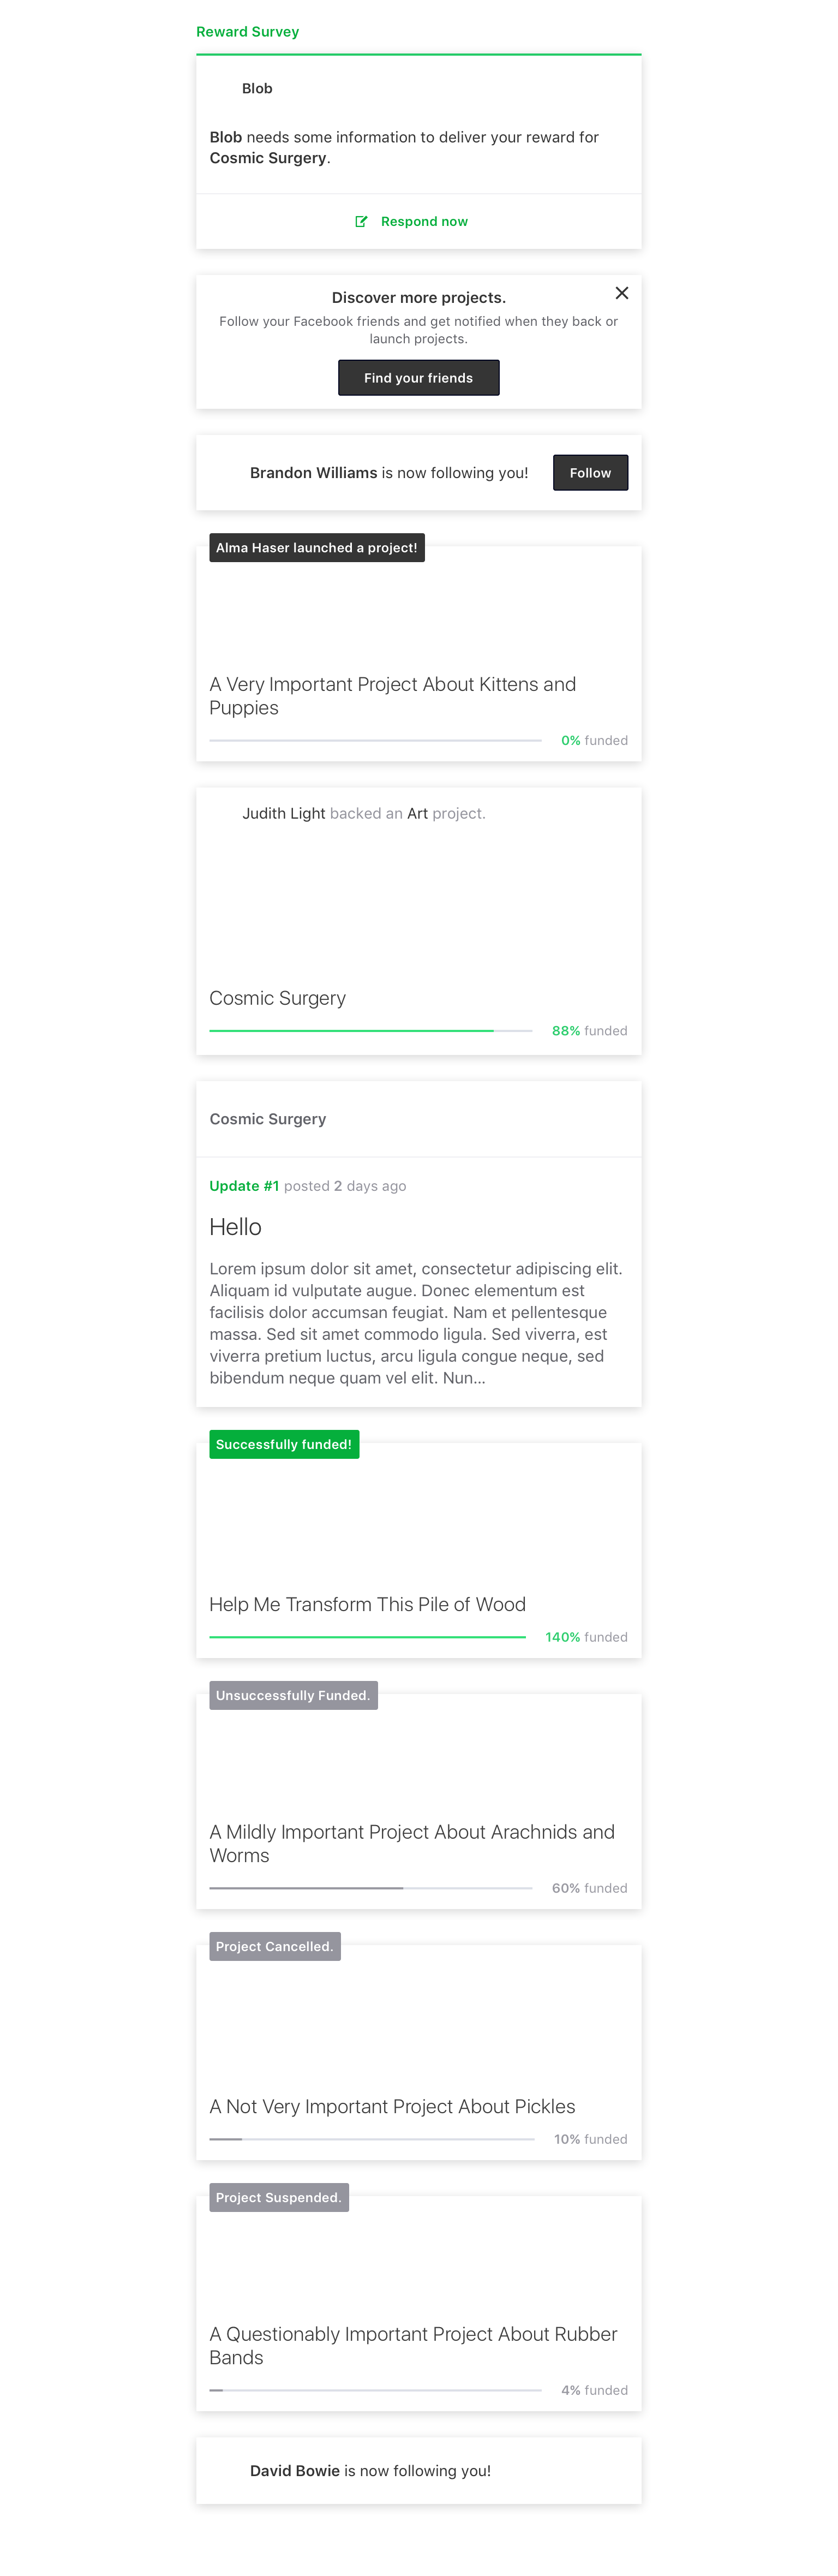 Reward Survey
Blob
Blob needs some information to deliver your reward for
Cosmic Surgery.
Respond now
Discover more projects.
Follow your Facebook friends and get notified when they back or
launch projects.
Find your friends
Brandon Williams is now following you!
Follow
Alma Haser launched a project!
A Very Important Project About Kittens and
Puppies
0% funded
Judith Light backed an Art project.
Cosmic Surgery
88% funded
Cosmic Surgery
Update #1 posted 2 days ago
Hello
Lorem ipsum dolor sit amet, consectetur adipiscing elit.
Aliquam id vulputate augue. Donec elementum est
facilisis dolor accumsan feugiat. Nam et pellentesque
massa. Sed sit amet commodo ligula. Sed viverra, est
viverra pretium luctus, arcu ligula congue neque, sed
bibendum neque quam vel elit. Nun...
Successfully funded!
Help Me Transform This Pile of Wood
140% funded
Unsuccessfully Funded.
A Mildly Important Project About Arachnids and
Worms
60% funded
Project Cancelled.
A Not Very Important Project About Pickles
10% funded
Project Suspended.
A Questionably Important Project About Rubber
Bands
4% funded
David Bowie is now following you!